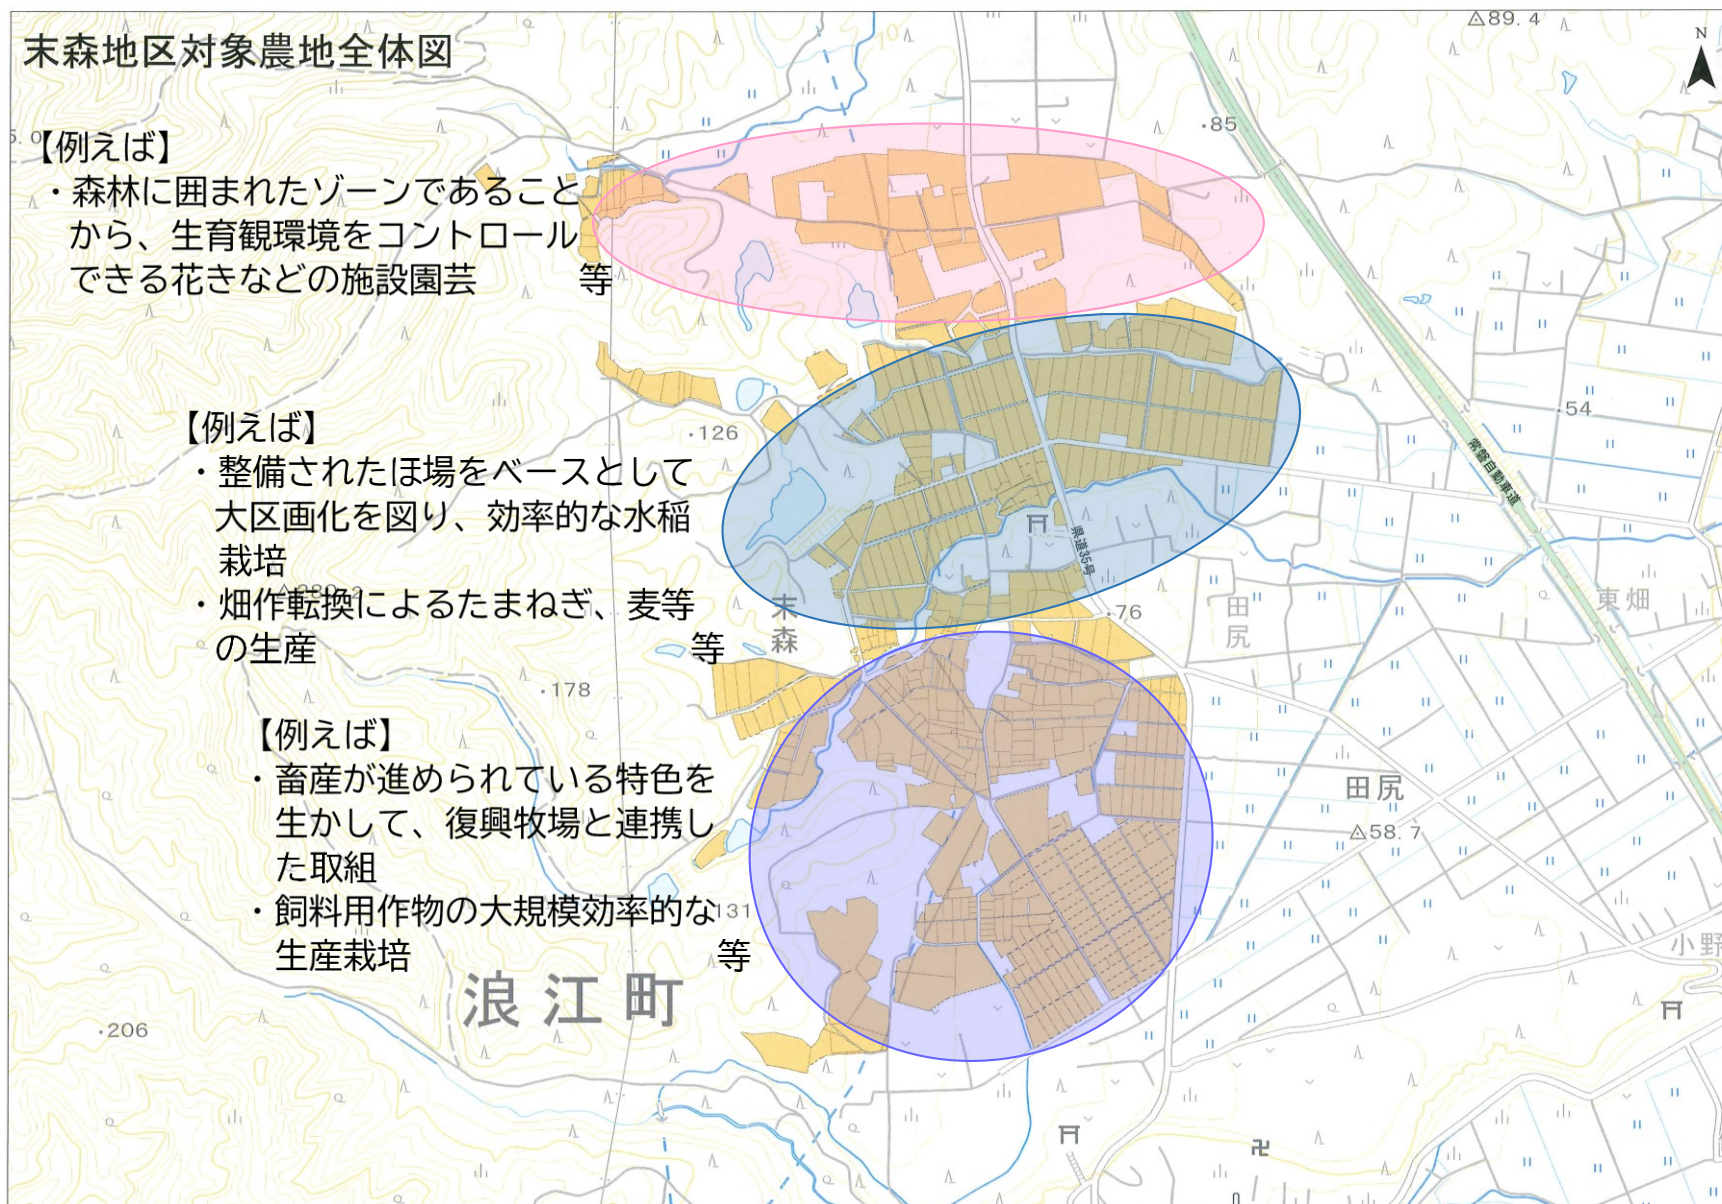 末森地区対象農地全体図
【例えば】
・森林に囲まれたゾーンであること
から、生育観環境をコントロール
できる花きなどの施設園芸 等
【例えば】
・整備されたほ場をベースとして
大区画化を図り、効率的な水稲
栽培
・畑作転換によるたまねぎ、麦等
の生産 等
【例えば】
・畜産が進められている特色を
生かして、復興牧場と連携し
た取組
・飼料用作物の大規模効率的な
生産栽培 等
浪江町
末森
田尻
田尻
東畑
小野
県道35号
常磐自動車道
N
89.4
85
54
126
76
178
58.7
131
206